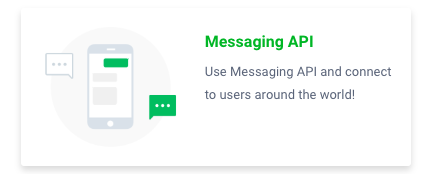 Messaging API
Use Messaging API and connect
to users around the world!